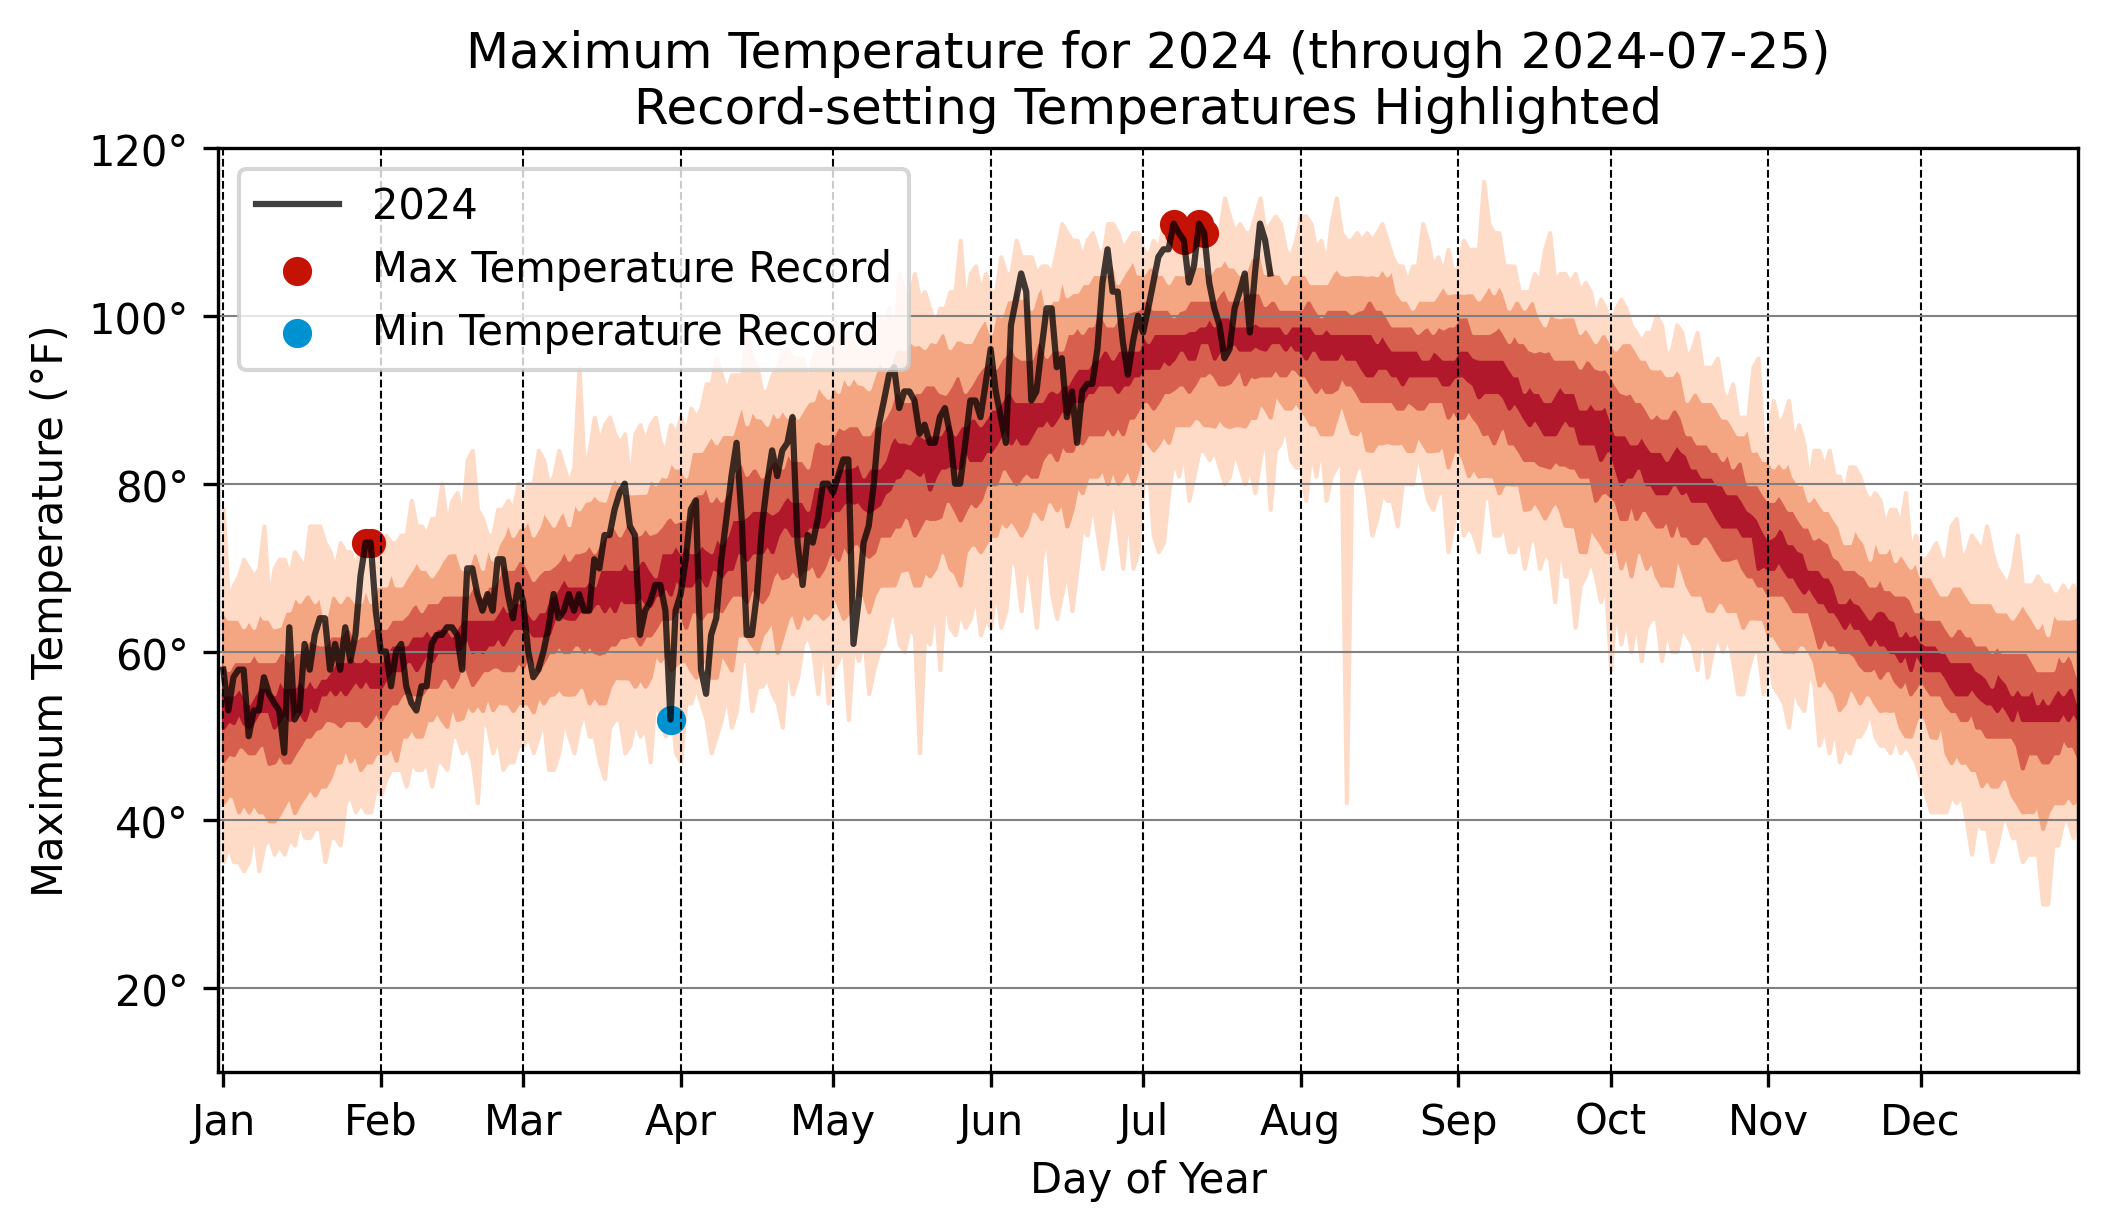 Maximum Temperature for 2024 (through 2024-07-25)
Record-setting Temperatures Highlighted
120°
100°
80°
60°
40°
20°
Maximum Temperature (°F)
2024
Max Temperature Record
Min Temperature Record
Jan Feb Mar Apr May Jun Jul Aug Sep Oct Nov Dec
Day of Year